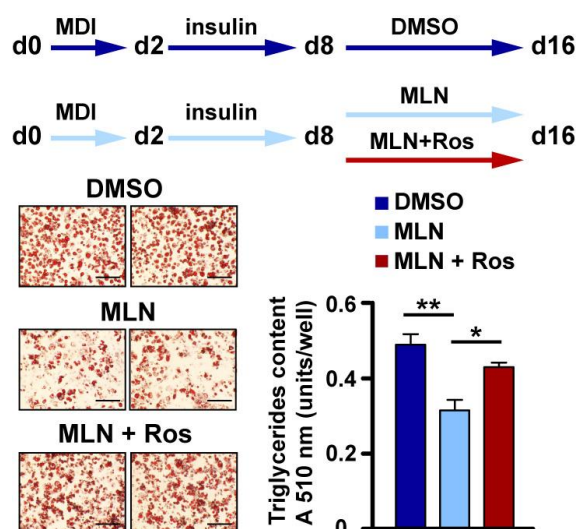 MDI insulin DMSO
d0 d2 d8 d16
MDI insulin MLN
d0 d2 d8 d16
MLN+Ros
DMSO
MLN
MLN + Ros
DMSO
MLN
MLN + Ros
Triglycerides content
A 510 nm (units/well)
0.6
0.4
0.2
0
**
*